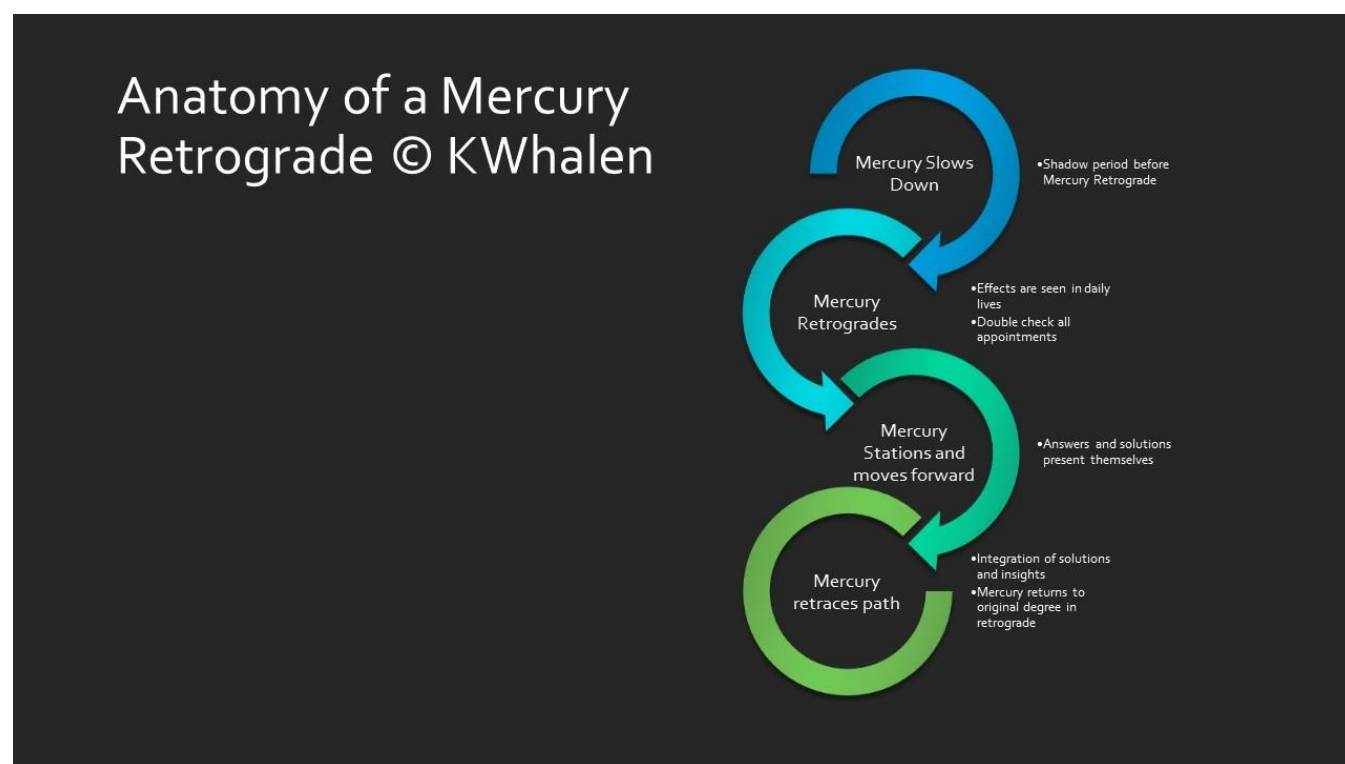 Anatomy of a Mercury
Retrograde © KWhalen
Mercury Slows
Down
•Shadow period before
Mercury Retrograde
Mercury
Retrogrades
•Effects are seen in daily
lives
•Double check all
appointments
Mercury
Stations and
moves forward
•Answers and solutions
present themselves
Mercury
retraces path
•Integration of solutions
and insights
•Mercury returns to
original degree in
retrograde